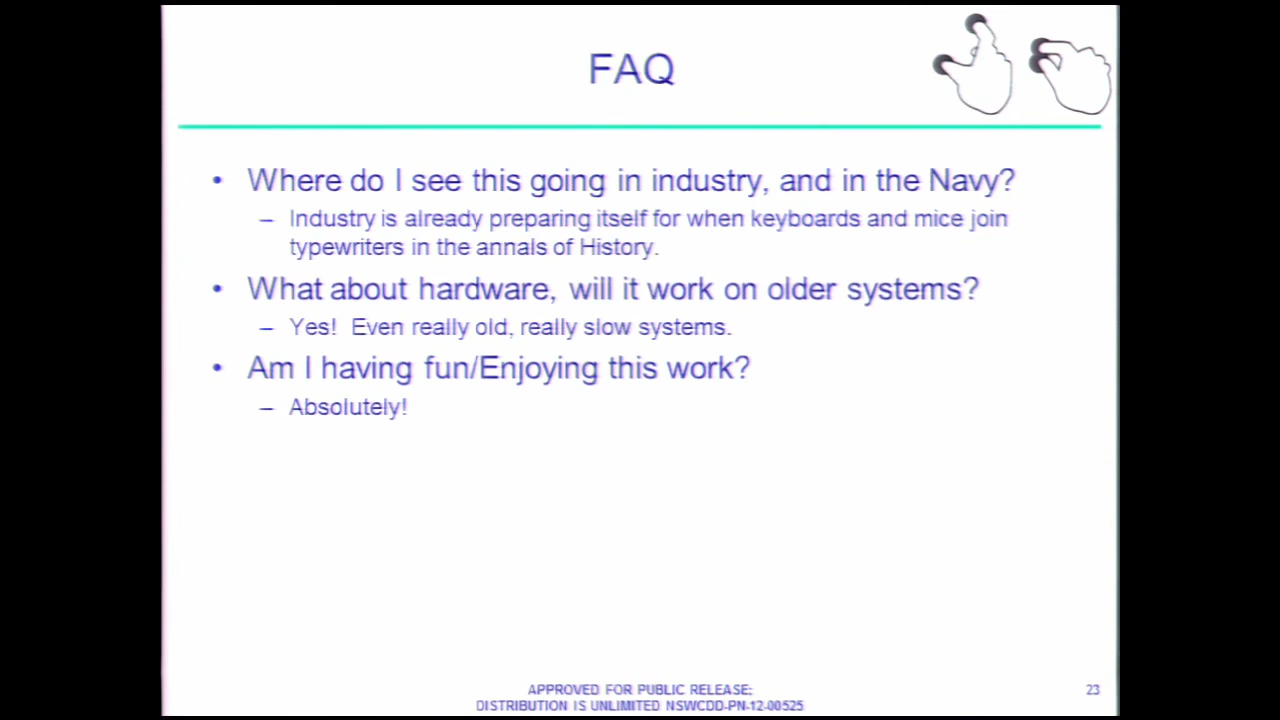 FAQ
• Where do I see this going in industry, and in the Navy?
– Industry is already preparing itself for when keyboards and mice join
typewriters in the annals of History.
• What about hardware, will it work on older systems?
– Yes! Even really old, really slow systems.
• Am I having fun/Enjoying this work?
– Absolutely!
APPROVED FOR PUBLIC RELEASE;
DISTRIBUTION IS UNLIMITED NSWCDD-PN-12-00525
23